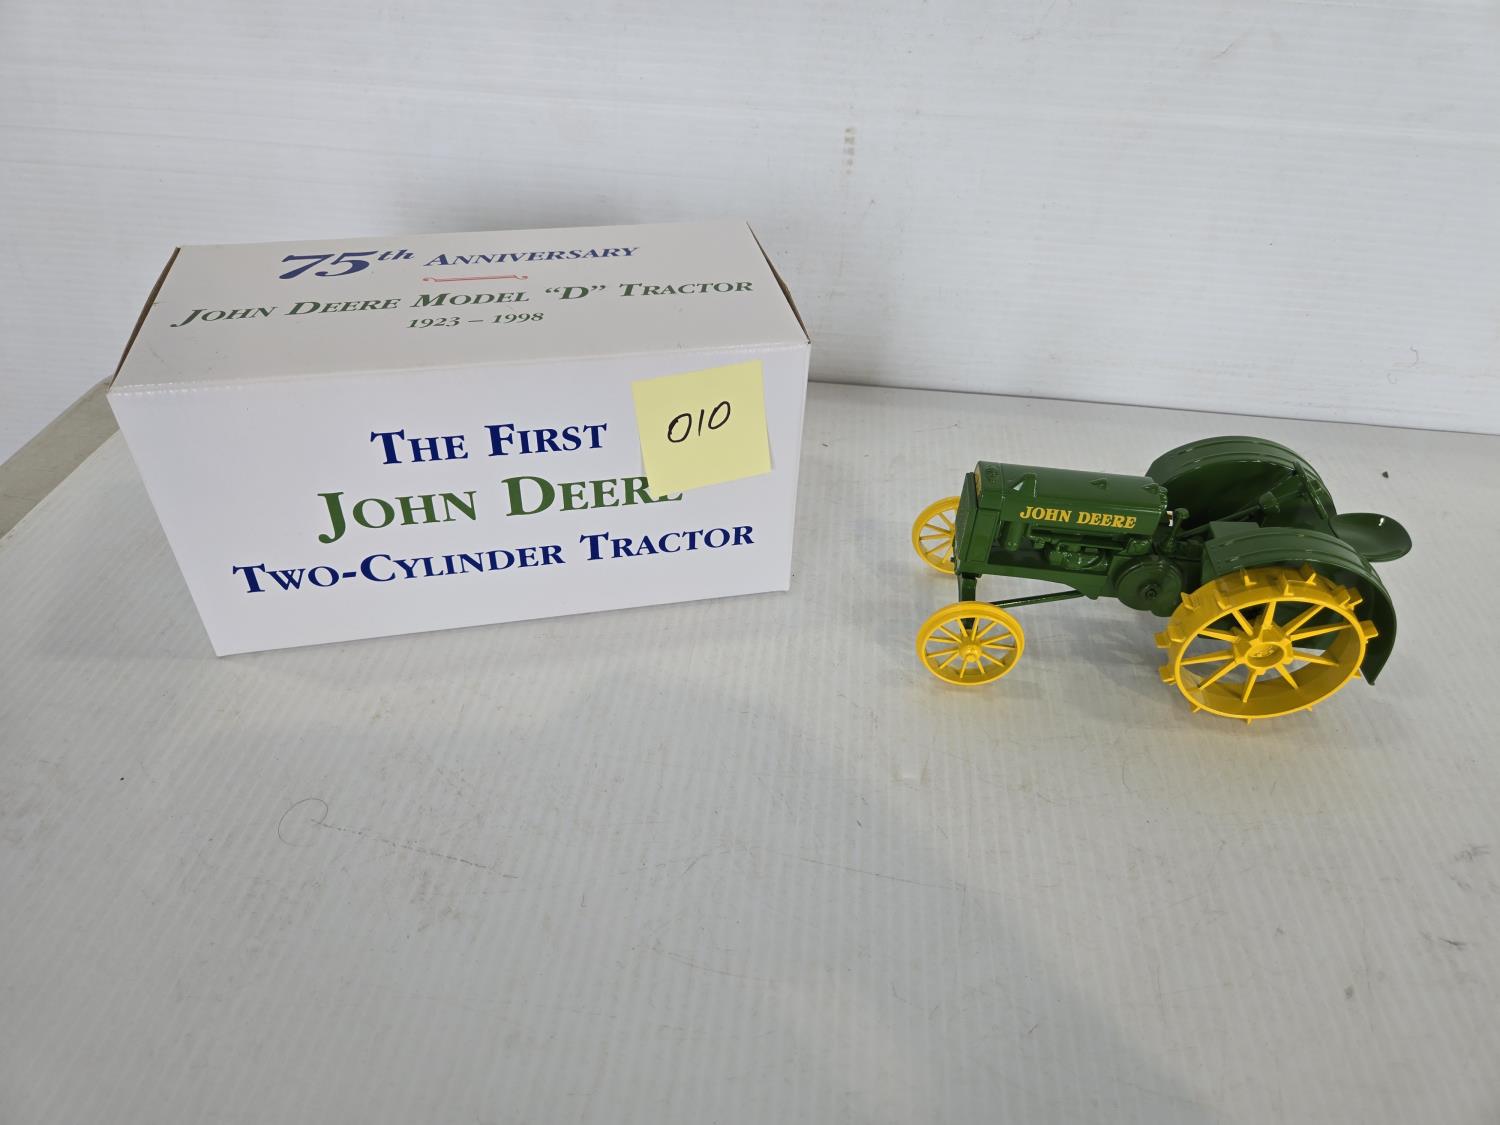 75th Anniversary
John Deere Model "D" Tractor
1923 – 1998
The First
John Deere
Two-Cylinder Tractor
010
JOHN DEERE